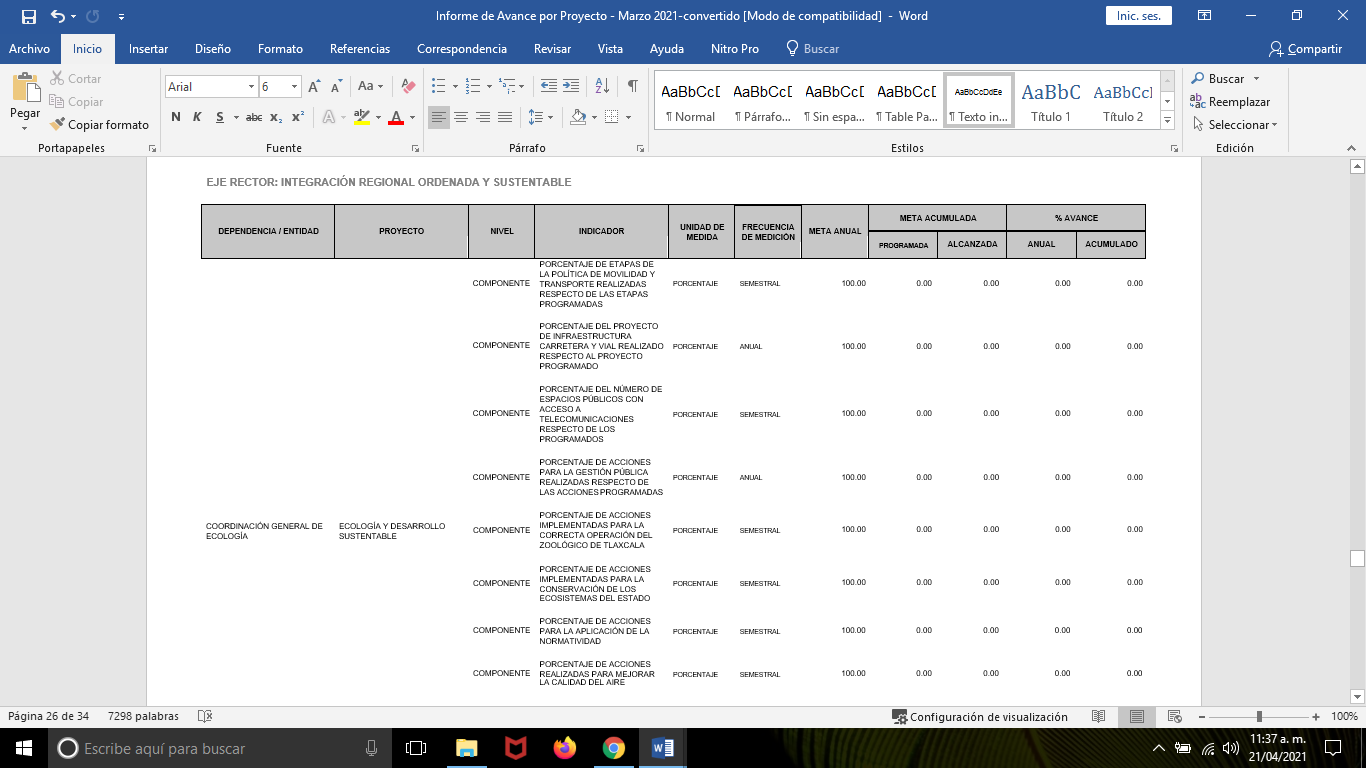 Informe de Avance por Proyecto - Marzo 2021-convertido [Modo de compatibilidad] - Word
Inic. ses.
Archivo Inicio Insertar Diseño Formato Referencias Correspondencia Revisar Vista Ayuda Nitro Pro Buscar Compartir
Pegar
Cortar
Copiar
Copiar formato
Portapapeles
Arial 6 A A Aa
N K S abc x₂ x² A ab A
Fuente
Párrafo
AaBbCcD AaBbCcD AaBbCcD AaBbCcD AaBbCcDdEe AaBbC AaBbCcI
¶ Normal ¶ Párrafo... ¶ Sin espa... ¶ Table Pa... ¶ Texto in... Título 1 Título 2
Estilos
Buscar
Reemplazar
Seleccionar
Edición
EJE RECTOR: INTEGRACIÓN REGIONAL ORDENADA Y SUSTENTABLE
DEPENDENCIA / ENTIDAD PROYECTO NIVEL INDICADOR UNIDAD DE MEDIDA FRECUENCIA DE MEDICIÓN META ANUAL META ACUMULADA % AVANCE
PROGRAMADA ALCANZADA ANUAL ACUMULADO
PORCENTAJE DE ETAPAS DE
LA POLÍTICA DE MOVILIDAD Y
COMPONENTE TRANSPORTE REALIZADAS PORCENTAJE SEMESTRAL 100.00 0.00 0.00 0.00 0.00
RESPECTO DE LAS ETAPAS
PROGRAMADAS
PORCENTAJE DEL PROYECTO
DE INFRAESTRUCTURA
COMPONENTE CARRETERA Y VIAL REALIZADO PORCENTAJE ANUAL 100.00 0.00 0.00 0.00 0.00
RESPECTO AL PROYECTO
PROGRAMADO
PORCENTAJE DEL NÚMERO DE
ESPACIOS PÚBLICOS CON
ACCESO A
COMPONENTE TELECOMUNICACIONES PORCENTAJE SEMESTRAL 100.00 0.00 0.00 0.00 0.00
RESPECTO DE LOS
PROGRAMADOS
PORCENTAJE DE ACCIONES
PARA LA GESTIÓN PÚBLICA
COMPONENTE REALIZADAS RESPECTO DE PORCENTAJE ANUAL 100.00 0.00 0.00 0.00 0.00
LAS ACCIONES PROGRAMADAS
PORCENTAJE DE ACCIONES
COORDINACIÓN GENERAL DE ECOLOGÍA Y DESARROLLO COMPONENTE IMPLEMENTADAS PARA LA PORCENTAJE SEMESTRAL 100.00 0.00 0.00 0.00 0.00
ECOLOGÍA SUSTENTABLE CORRECTA OPERACIÓN DEL
ZOOLÓGICO DE TLAXCALA
PORCENTAJE DE ACCIONES
COMPONENTE IMPLEMENTADAS PARA LA PORCENTAJE SEMESTRAL 100.00 0.00 0.00 0.00 0.00
CONSERVACIÓN DE LOS
ECOSISTEMAS DEL ESTADO
PORCENTAJE DE ACCIONES
COMPONENTE PARA LA APLICACIÓN DE LA PORCENTAJE SEMESTRAL 100.00 0.00 0.00 0.00 0.00
NORMATIVIDAD
PORCENTAJE DE ACCIONES
COMPONENTE REALIZADAS PARA MEJORAR PORCENTAJE SEMESTRAL 100.00 0.00 0.00 0.00 0.00
LA CALIDAD DEL AIRE
Página 26 de 34 7298 palabras Configuración de visualización 100%
Escribe aquí para buscar
11:37 a. m.
21/04/2021